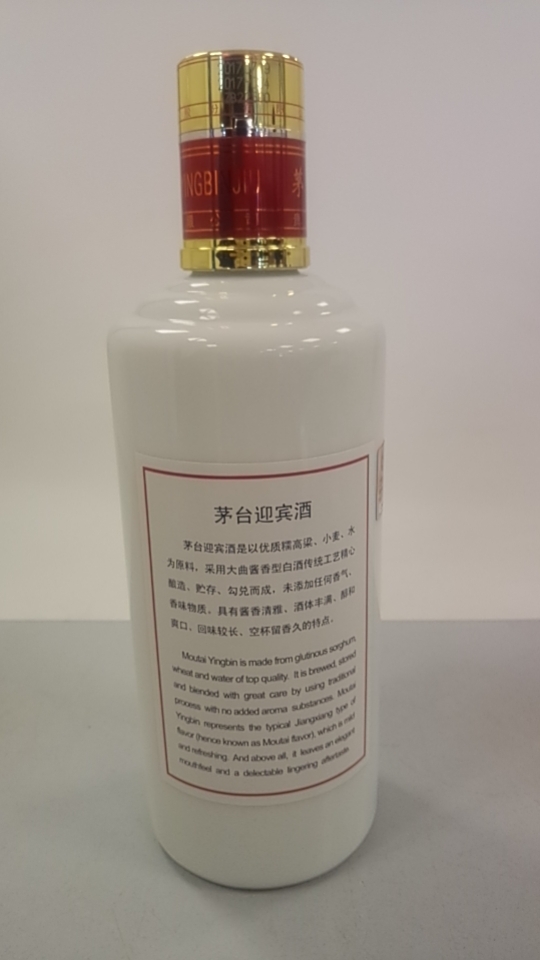 茅
茅台迎宾酒
茅台迎宾酒是以优质糯高粱、小麦、水
为原料，采用大曲酱香型白酒传统工艺精心
酿造、贮存、勾兑而成，未添加任何香气、
香味物质。具有酱香清雅、酒体丰满、醇和
爽口、回味较长、空杯留香久的特点。
Moutai Yingbin is made from glutinous sorghum,
wheat and water of top quality. It is brewed, stored
and blended with great care by using traditional
process with no added aroma substances. Moutai
Yingbin represents the typical Jiangxiang type of
flavor (hence known as Moutai flavor), which is mild
and refreshing. And above all, it leaves an elegant
mouthfeel and a delectable lingering aftertaste.